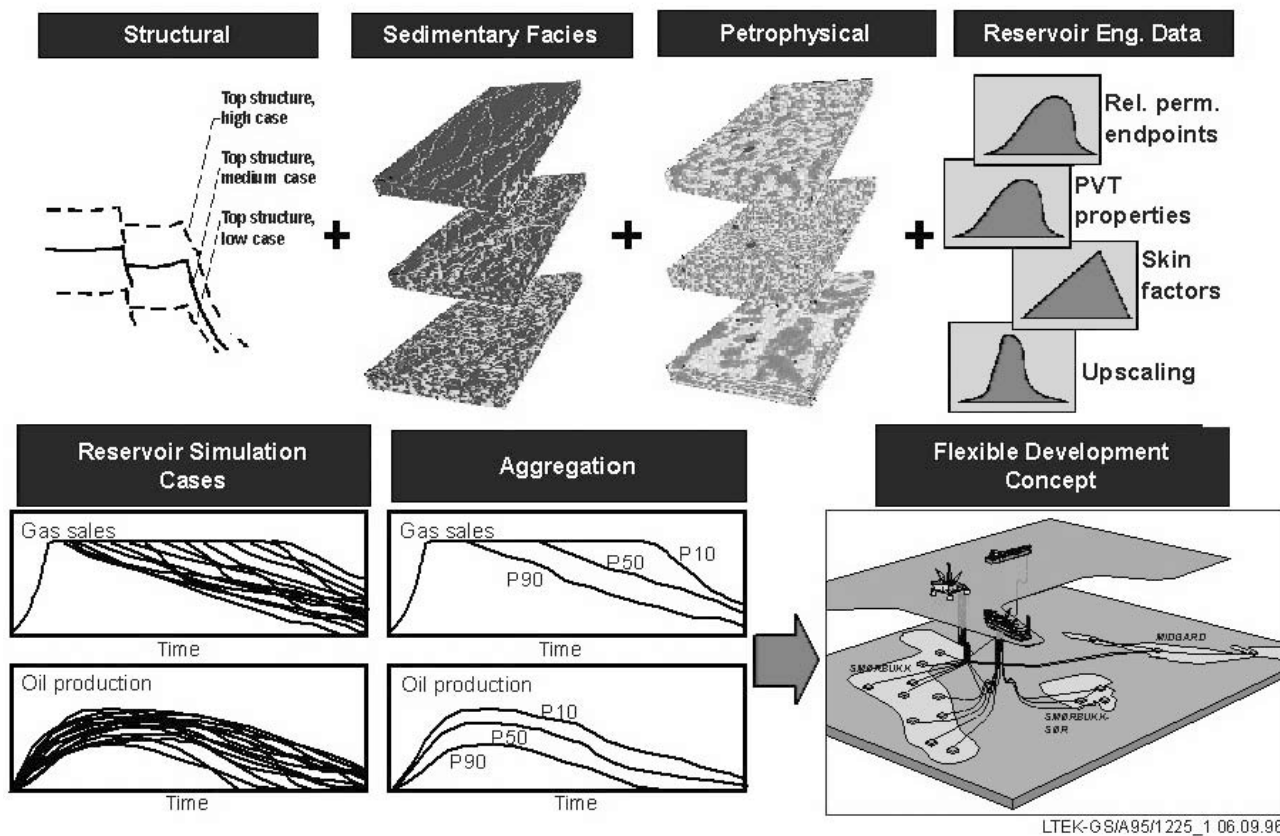 Structural
Sedimentary Facies
Petrophysical
Reservoir Eng. Data
Top structure,
high case
Top structure,
medium case
Top structure,
low case
+
+
+
Rel. perm.
endpoints
PVT
properties
Skin
factors
Upscaling
Reservoir Simulation
Cases
Aggregation
Flexible Development
Concept
Gas sales
Time
Gas sales
P90
P50
P10
Time
Oil production
Time
Oil production
P10
P50
P90
Time
SMØRBUKK
MIDGARD
SMØRBUKK-
SØR
LTEK-GS/A95/1225_1 06.09.96